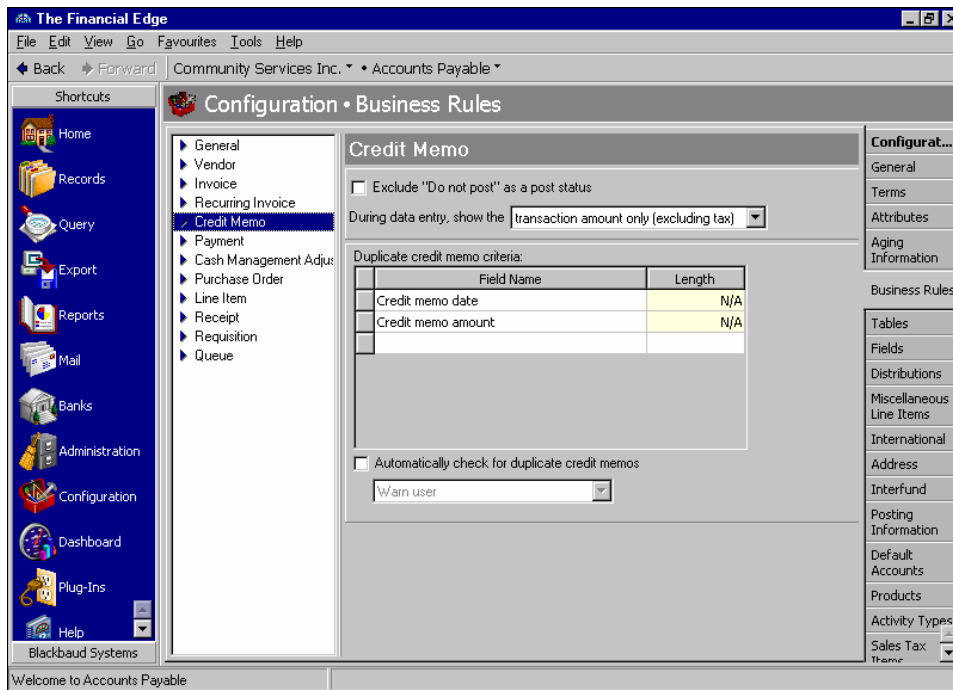 The Financial Edge
File Edit View Go Favourites Tools Help
Back Forward Community Services Inc. • Accounts Payable
Shortcuts
Home
Records
Query
Export
Reports
Mail
Banks
Administration
Configuration
Dashboard
Plug-Ins
Help
Blackbaud Systems
Configuration • Business Rules
General
Vendor
Invoice
Recurring Invoice
Credit Memo
Payment
Cash Management Adjus
Purchase Order
Line Item
Receipt
Requisition
Queue
Credit Memo
Exclude "Do not post" as a post status
During data entry, show the transaction amount only (excluding tax)
Duplicate credit memo criteria:
Field Name Length
Credit memo date N/A
Credit memo amount N/A
Automatically check for duplicate credit memos
Warn user
Configurat...
General
Terms
Attributes
Aging
Information
Business Rules
Tables
Fields
Distributions
Miscellaneous
Line Items
International
Address
Interfund
Posting
Information
Default
Accounts
Products
Activity Types
Sales Tax
Items
Welcome to Accounts Payable